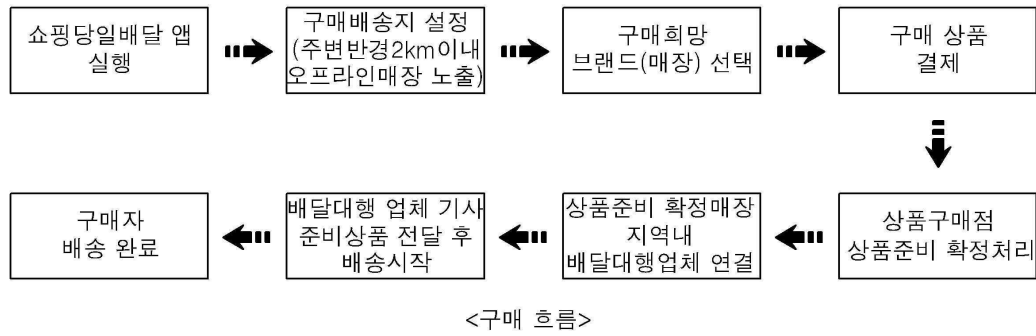 쇼핑당일배달 앱
실행
구매배송지 설정
(주변반경2km이내
오프라인매장 노출)
구매희망
브랜드(매장) 선택
구매 상품
결제
상품구매점
상품준비 확정처리
상품준비 확정매장
지역내
배달대행업체 연결
배달대행 업체 기사
준비상품 전달 후
배송시작
구매자
배송 완료
<구매 흐름>